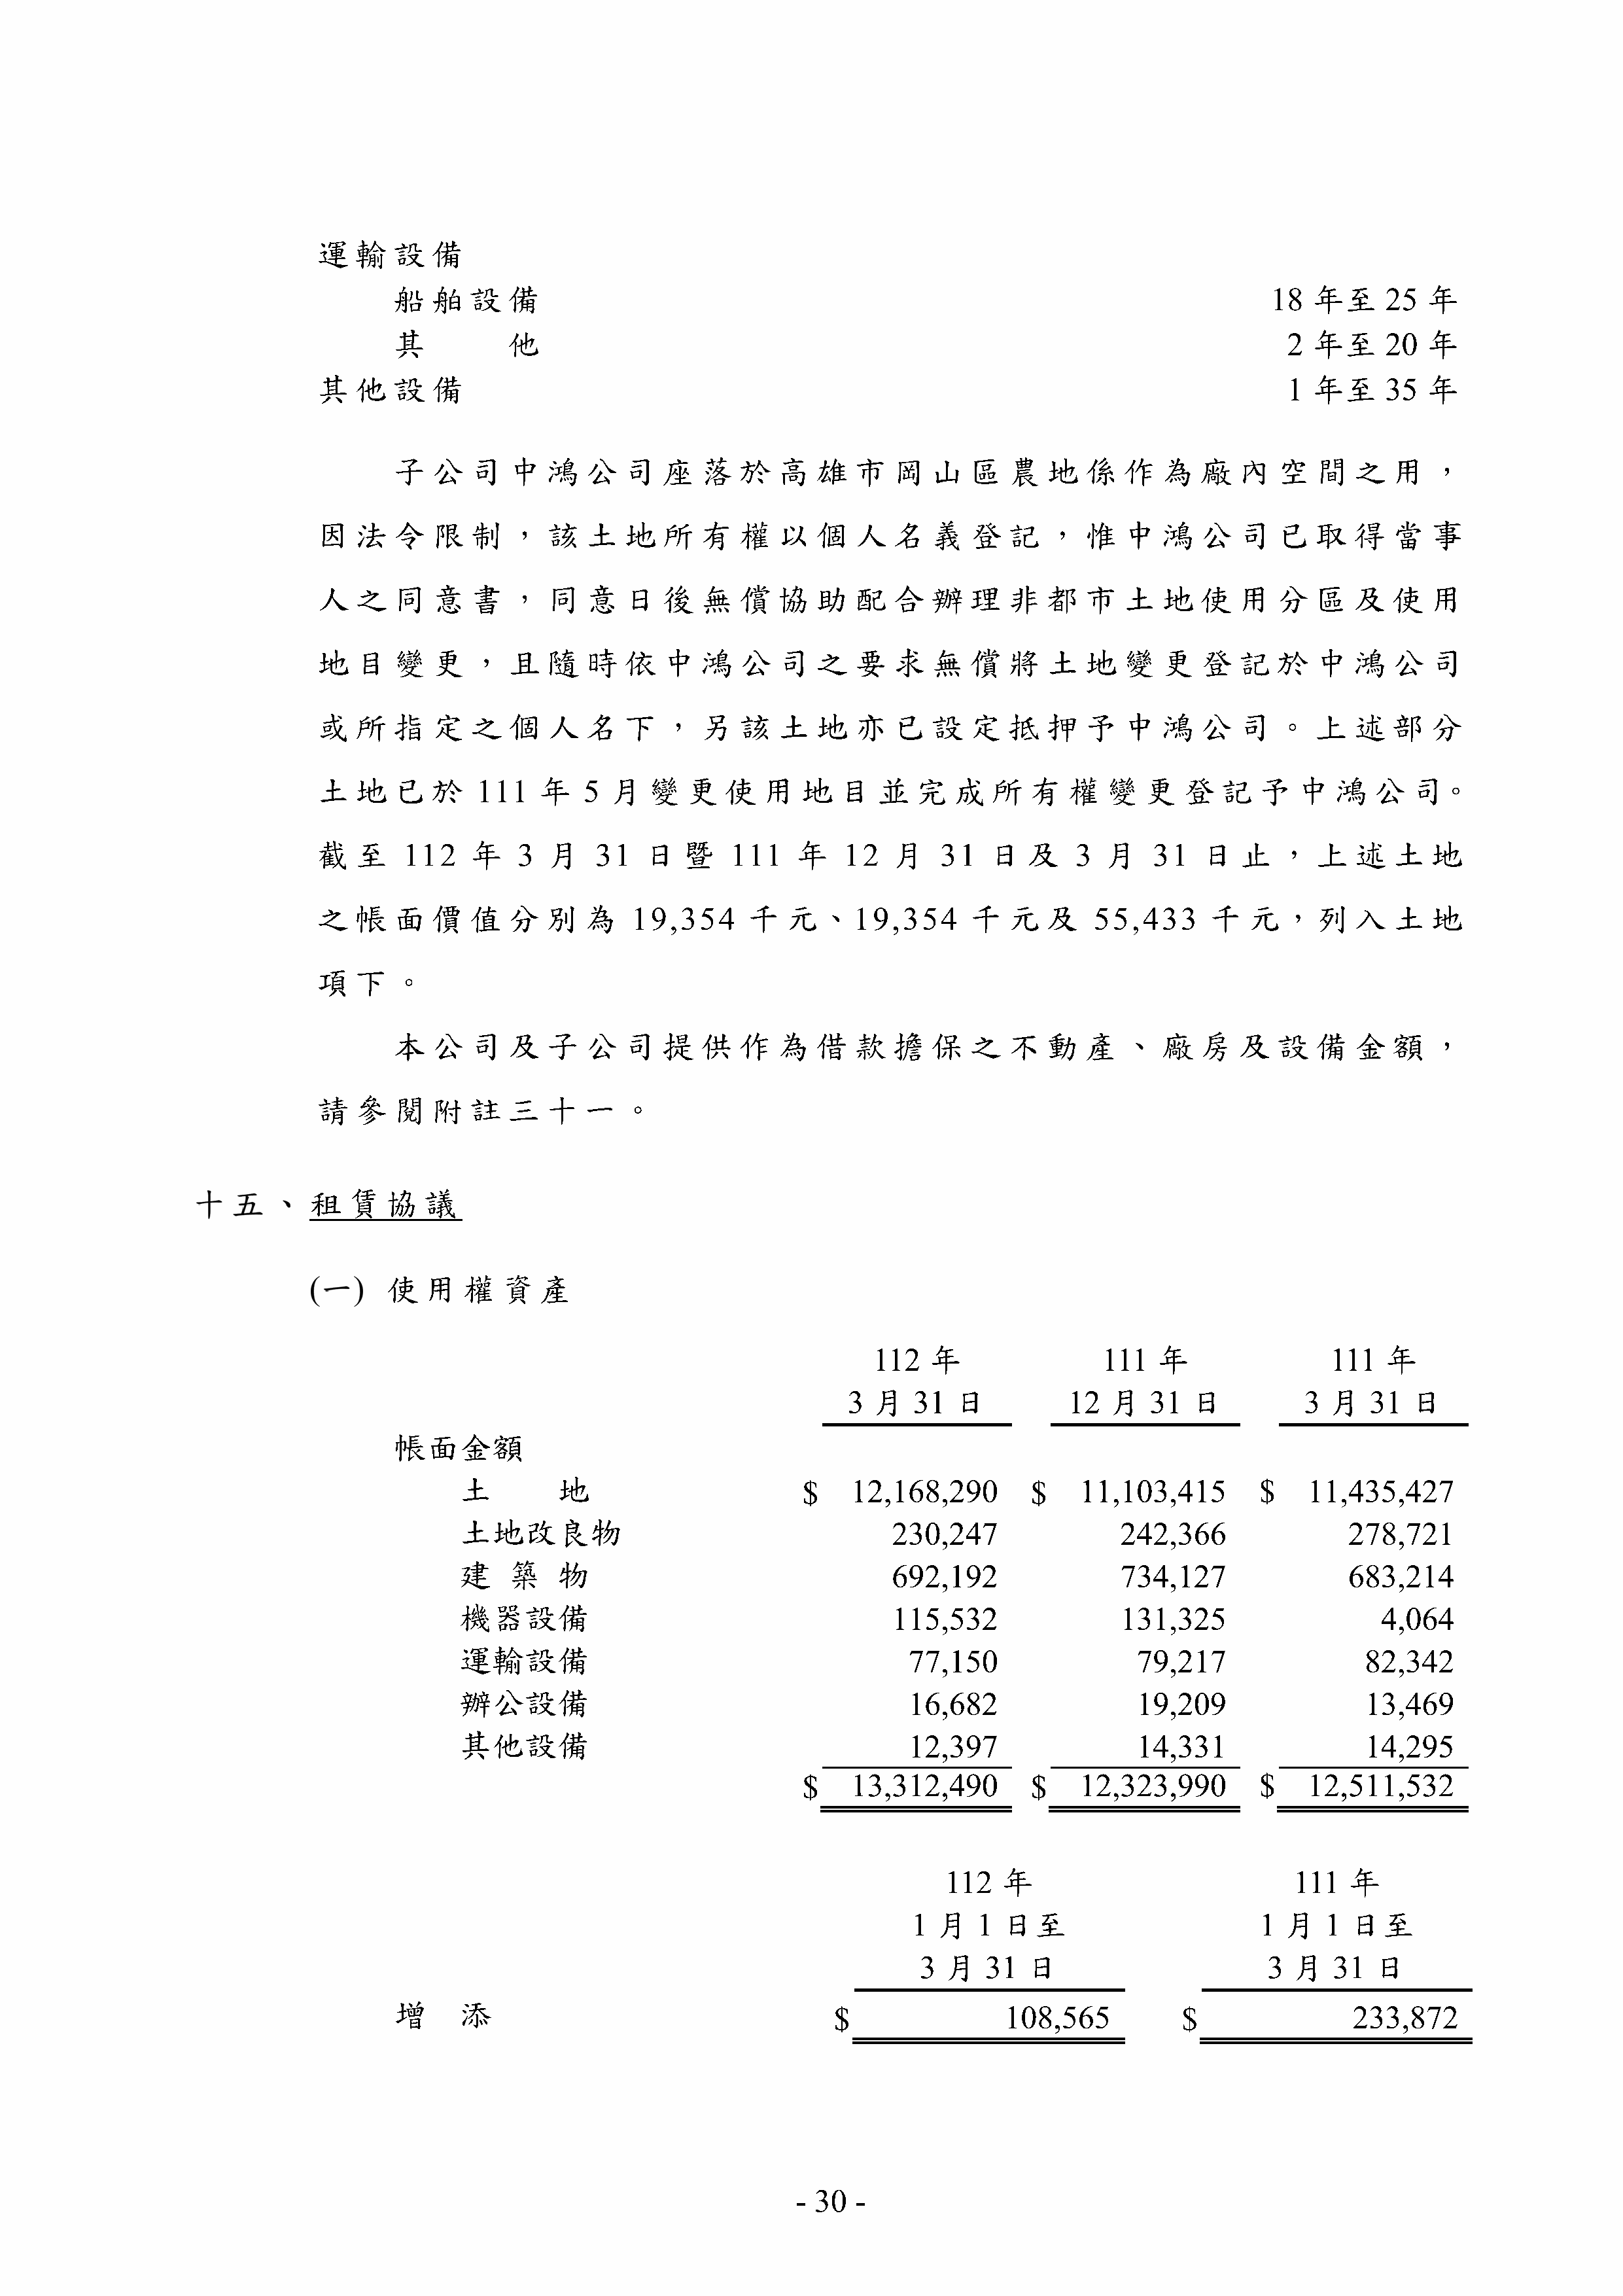 運輸設備
船舶設備 18 年至 25 年
其 他 2 年至 20 年
其他設備 1 年至 35 年
子公司中鴻公司座落於高雄市岡山區農地係作為廠內空間之用，
因法令限制，該土地所有權以個人名義登記，惟中鴻公司已取得當事
人之同意書，同意日後無償協助配合辦理非都市土地使用分區及使用
地目變更，且隨時依中鴻公司之要求無償將土地變更登記於中鴻公司
或所指定之個人名下，另該土地亦已設定抵押予中鴻公司。上述部分
土地已於 111 年 5 月變更使用地目並完成所有權變更登記予中鴻公司。
截至 112 年 3 月 31 日暨 111 年 12 月 31 日及 3 月 31 日止，上述土地
之帳面價值分別為 19,354 千元、19,354 千元及 55,433 千元，列入土地
項下。
本公司及子公司提供作為借款擔保之不動產、廠房及設備金額，
請參閱附註三十一。
十五、租賃協議
(一) 使用權資產
112 年 111 年 111 年
3 月 31 日 12 月 31 日 3 月 31 日
帳面金額
土 地 $ 12,168,290 $ 11,103,415 $ 11,435,427
土地改良物 230,247 242,366 278,721
建 築 物 692,192 734,127 683,214
機器設備 115,532 131,325 4,064
運輸設備 77,150 79,217 82,342
辦公設備 16,682 19,209 13,469
其他設備 12,397 14,331 14,295
$ 13,312,490 $ 12,323,990 $ 12,511,532
112 年 111 年
1 月 1 日至 1 月 1 日至
3 月 31 日 3 月 31 日
增 添 $ 108,565 $ 233,872
- 30 -